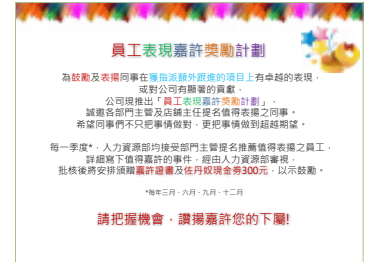 員工表現嘉許獎勵計劃
為鼓勵及表揚同事在獲指派額外跟進的項目上有卓越的表現，
或對公司有顯著的貢獻，
公司現推出「員工表現嘉許獎勵計劃」，
誠邀各部門主管及店舖主任提名值得表揚之同事。
希望同事們不只把事情做對，更把事情做到超越期望。
每一季度*，人力資源部均接受部門主管提名推薦值得表揚之員工，
詳細寫下值得嘉許的事件，經由人力資源部審視，
批核後將安排頒贈嘉許證書及佐丹奴現金劵300元，以示鼓勵。
*每年三月、六月、九月、十二月
請把握機會，讚揚嘉許您的下屬!